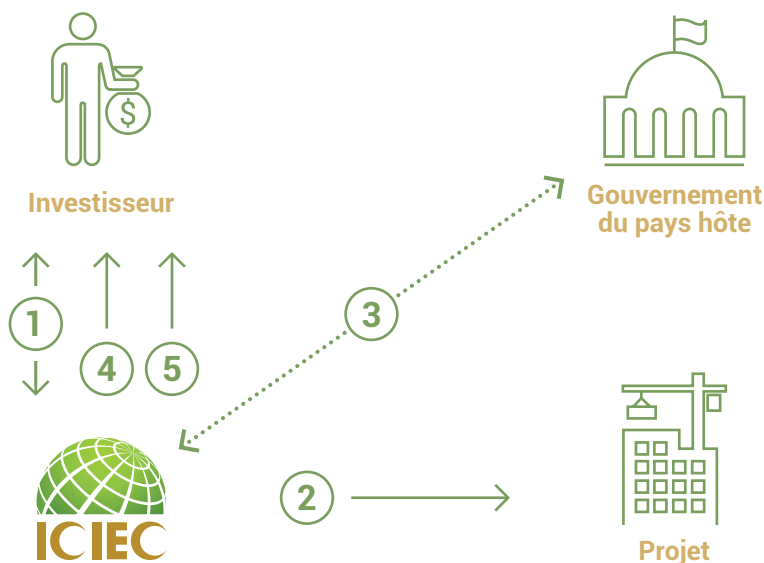 $
Investisseur
Gouvernement
du pays hôte
1
4
5
3
2
ICIEC
Projet